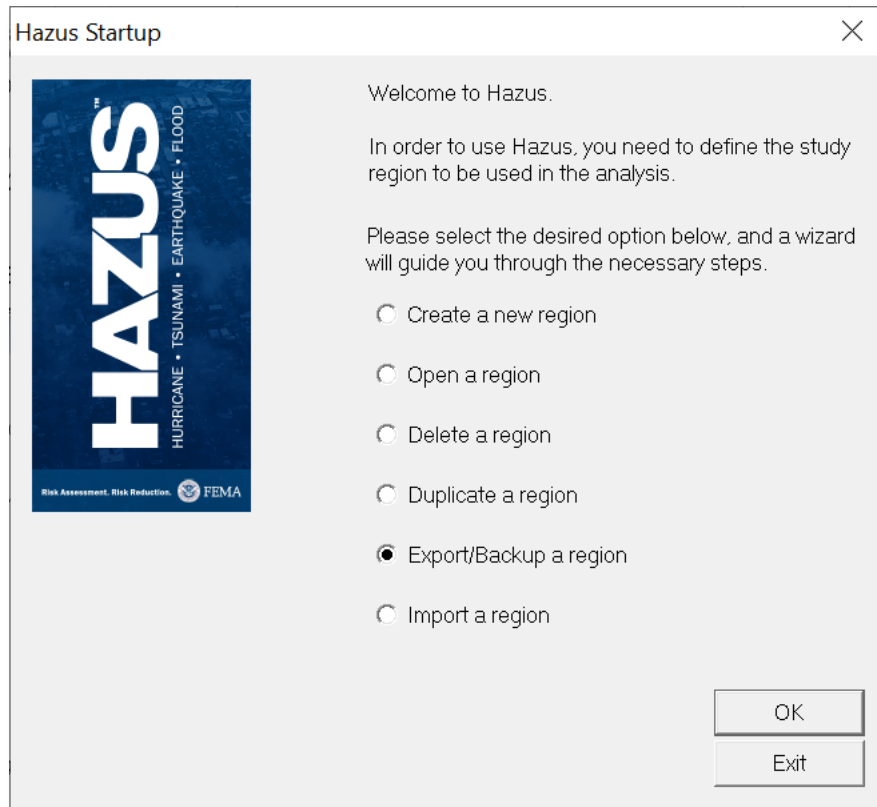 Hazus Startup
HAZUS™
HURRICANE • TSUNAMI • EARTHQUAKE • FLOOD
Risk Assessment. Risk Reduction. FEMA
Welcome to Hazus.
In order to use Hazus, you need to define the study
region to be used in the analysis.
Please select the desired option below, and a wizard
will guide you through the necessary steps.
Create a new region
Open a region
Delete a region
Duplicate a region
Export/Backup a region
Import a region
OK
Exit